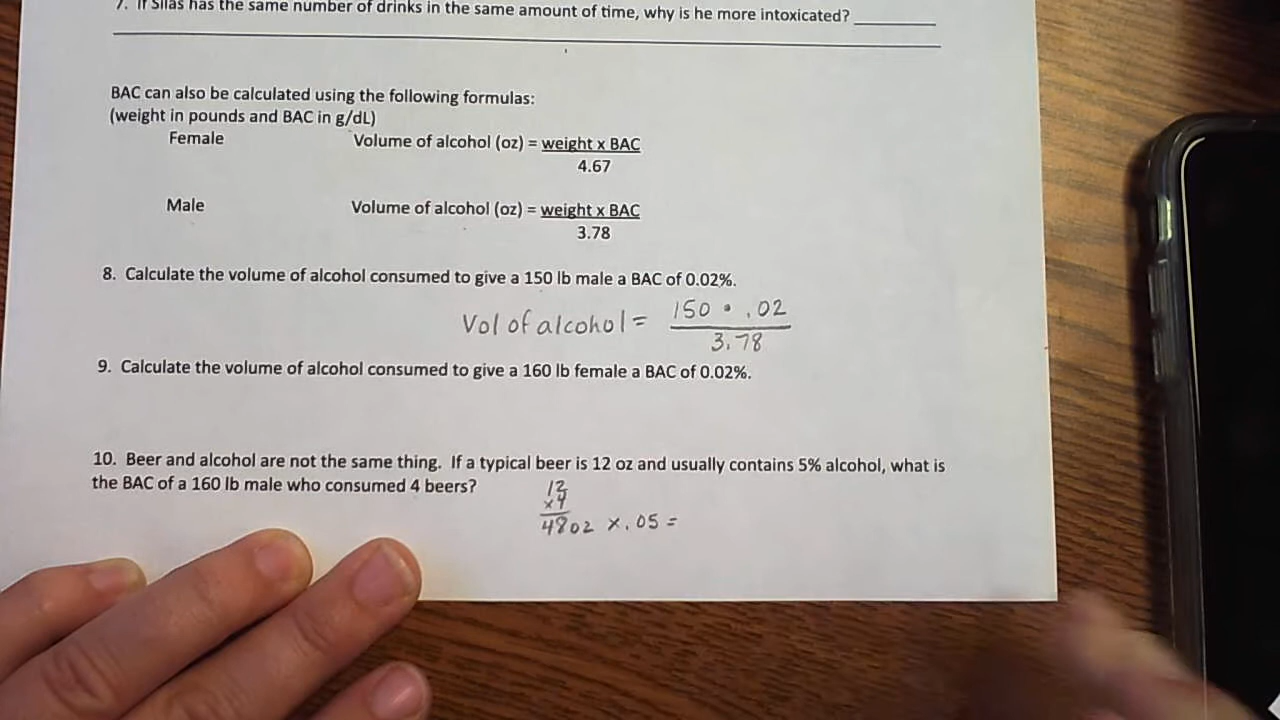 7. If Silas has the same number of drinks in the same amount of time, why is he more intoxicated? __________
BAC can also be calculated using the following formulas:
(weight in pounds and BAC in g/dL)
Female Volume of alcohol (oz) = weight x BAC
4.67
Male Volume of alcohol (oz) = weight x BAC
3.78
8. Calculate the volume of alcohol consumed to give a 150 lb male a BAC of 0.02%.
Vol of alcohol = 150 • .02
3.78
9. Calculate the volume of alcohol consumed to give a 160 lb female a BAC of 0.02%.
10. Beer and alcohol are not the same thing. If a typical beer is 12 oz and usually contains 5% alcohol, what is
the BAC of a 160 lb male who consumed 4 beers?
12
x4
48oz x .05 =